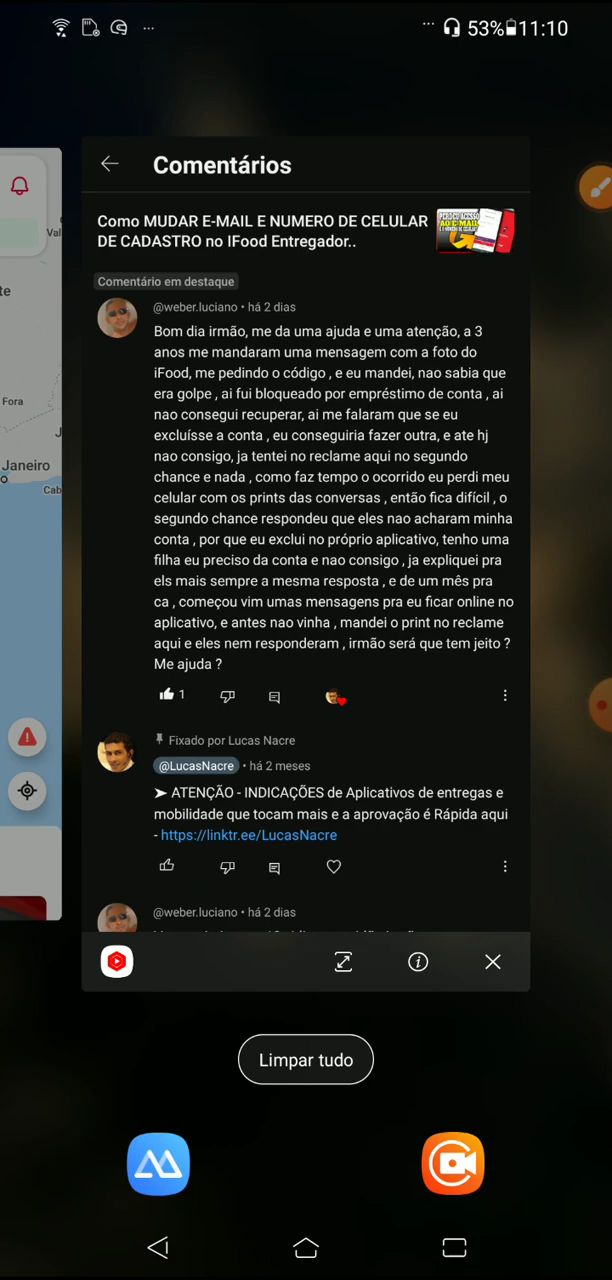 53% 11:10
Comentários
Como MUDAR E-MAIL E NUMERO DE CELULAR
DE CADASTRO no IFood Entregador..
PERDEU ACESSO
AO E-MAIL
Comentário em destaque
@weber.luciano • há 2 dias
Bom dia irmão, me da uma ajuda e uma atenção, a 3
anos me mandaram uma mensagem com a foto do
iFood, me pedindo o código , e eu mandei, nao sabia que
era golpe , ai fui bloqueado por empréstimo de conta , ai
nao consegui recuperar, ai me falaram que se eu
excluísse a conta , eu conseguiria fazer outra, e ate hj
nao consigo, ja tentei no reclame aqui no segundo
chance e nada , como faz tempo o ocorrido eu perdi meu
celular com os prints das conversas , então fica difícil , o
segundo chance respondeu que eles nao acharam minha
conta , por que eu exclui no próprio aplicativo, tenho uma
filha eu preciso da conta e nao consigo , ja expliquei pra
els mais sempre a mesma resposta , e de um mês pra
ca , começou vim umas mensagens pra eu ficar online no
aplicativo, e antes nao vinha , mandei o print no reclame
aqui e eles nem responderam , irmão será que tem jeito ?
Me ajuda ?
1
Fixado por Lucas Nacre
@LucasNacre • há 2 meses
➤ ATENÇÃO - INDICAÇÕES de Aplicativos de entregas e
mobilidade que tocam mais e a aprovação é Rápida aqui
- https://linktr.ee/LucasNacre
@weber.luciano • há 2 dias
Val
te
Fora
J
Janeiro
Cab
Limpar tudo